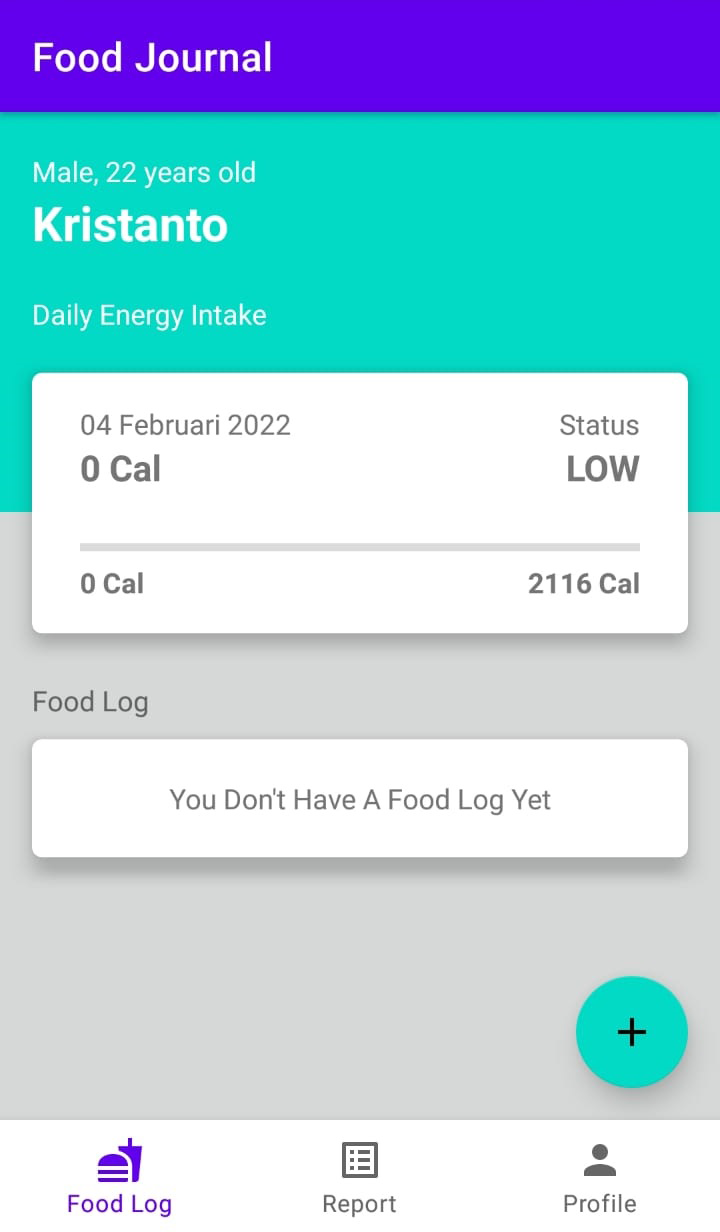 Food Journal
Male, 22 years old
Kristanto
Daily Energy Intake
04 Februari 2022 Status
0 Cal LOW
0 Cal 2116 Cal
Food Log
You Don't Have A Food Log Yet
+
Food Log Report Profile